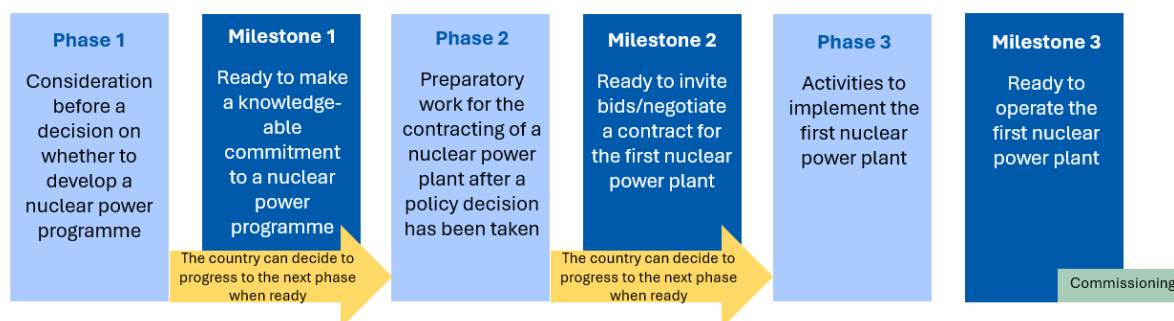 Phase 1
Consideration
before a
decision on
whether to
develop a
nuclear power
programme
Milestone 1
Ready to make
a knowledge-
able
commitment
to a nuclear
power
programme
The country can decide to
progress to the next phase
when ready
Phase 2
Preparatory
work for the
contracting of a
nuclear power
plant after a
policy decision
has been taken
Milestone 2
Ready to invite
bids/negotiate
a contract for
the first nuclear
power plant
The country can decide to
progress to the next phase
when ready
Phase 3
Activities to
implement the
first nuclear
power plant
Milestone 3
Ready to
operate the
first nuclear
power plant
Commissioning